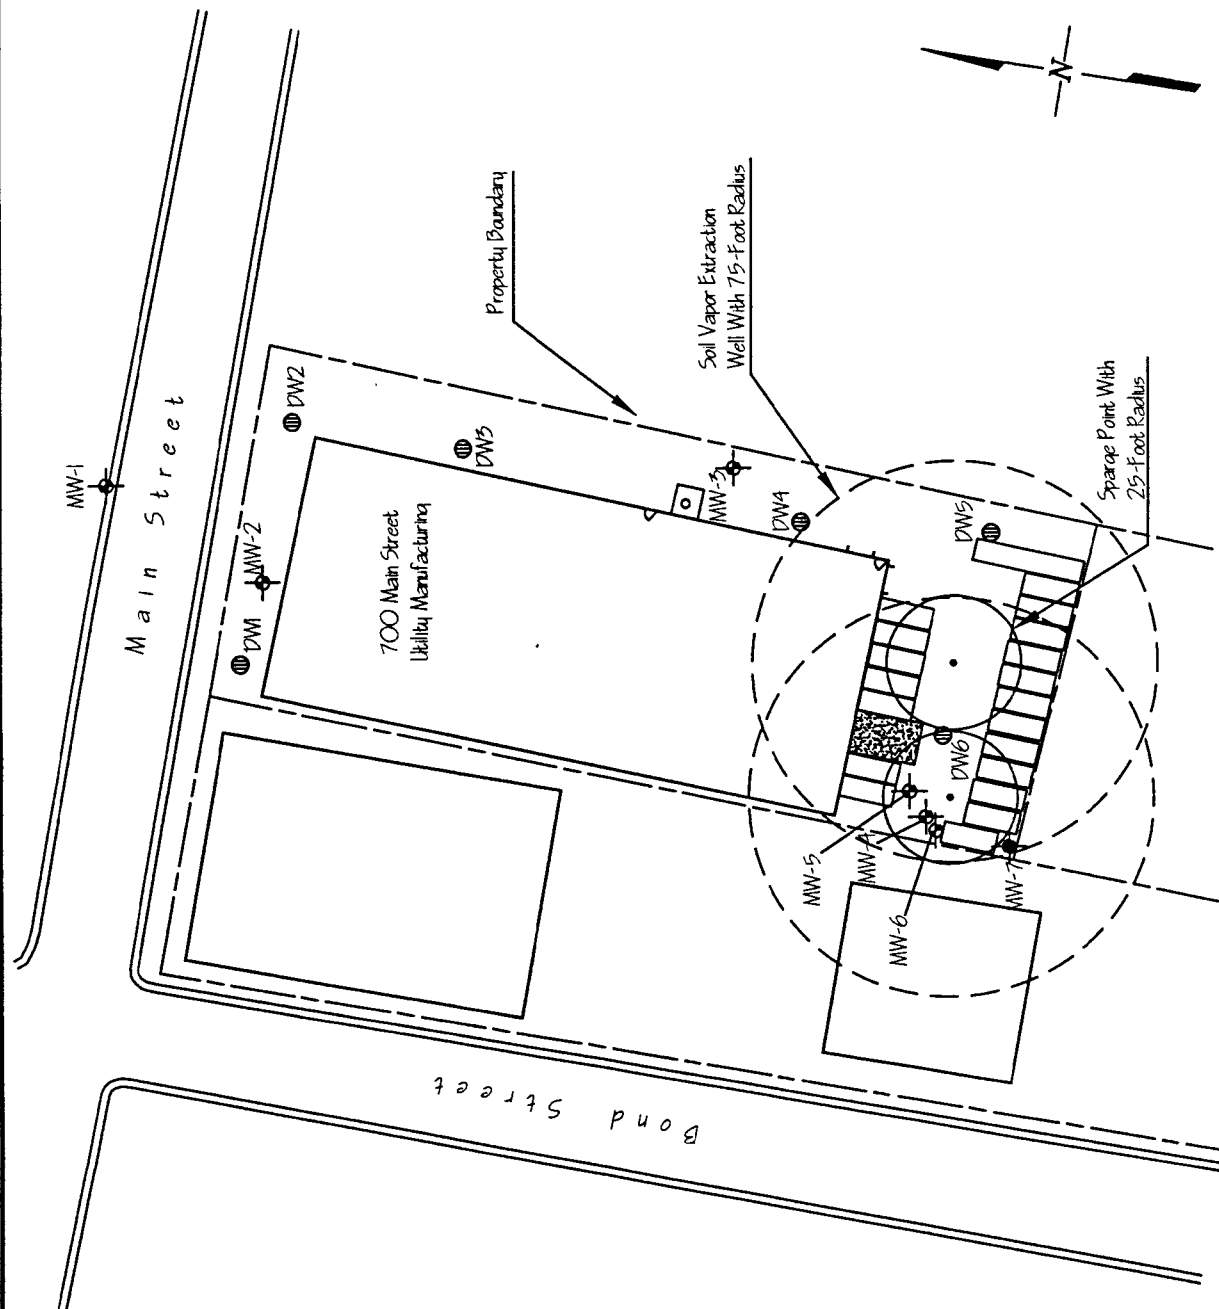 MW-1
Main Street
DW1
MW-2
DW2
DW3
700 Main Street
Utility Manufacturing
Property Boundary
Soil Vapor Extraction
Well With 75-Foot Radius
N
MW-3
DW4
DW5
Sparge Point With
25-Foot Radius
DW6
MW-5
MW-4
MW-6
MW-7
Bond Street